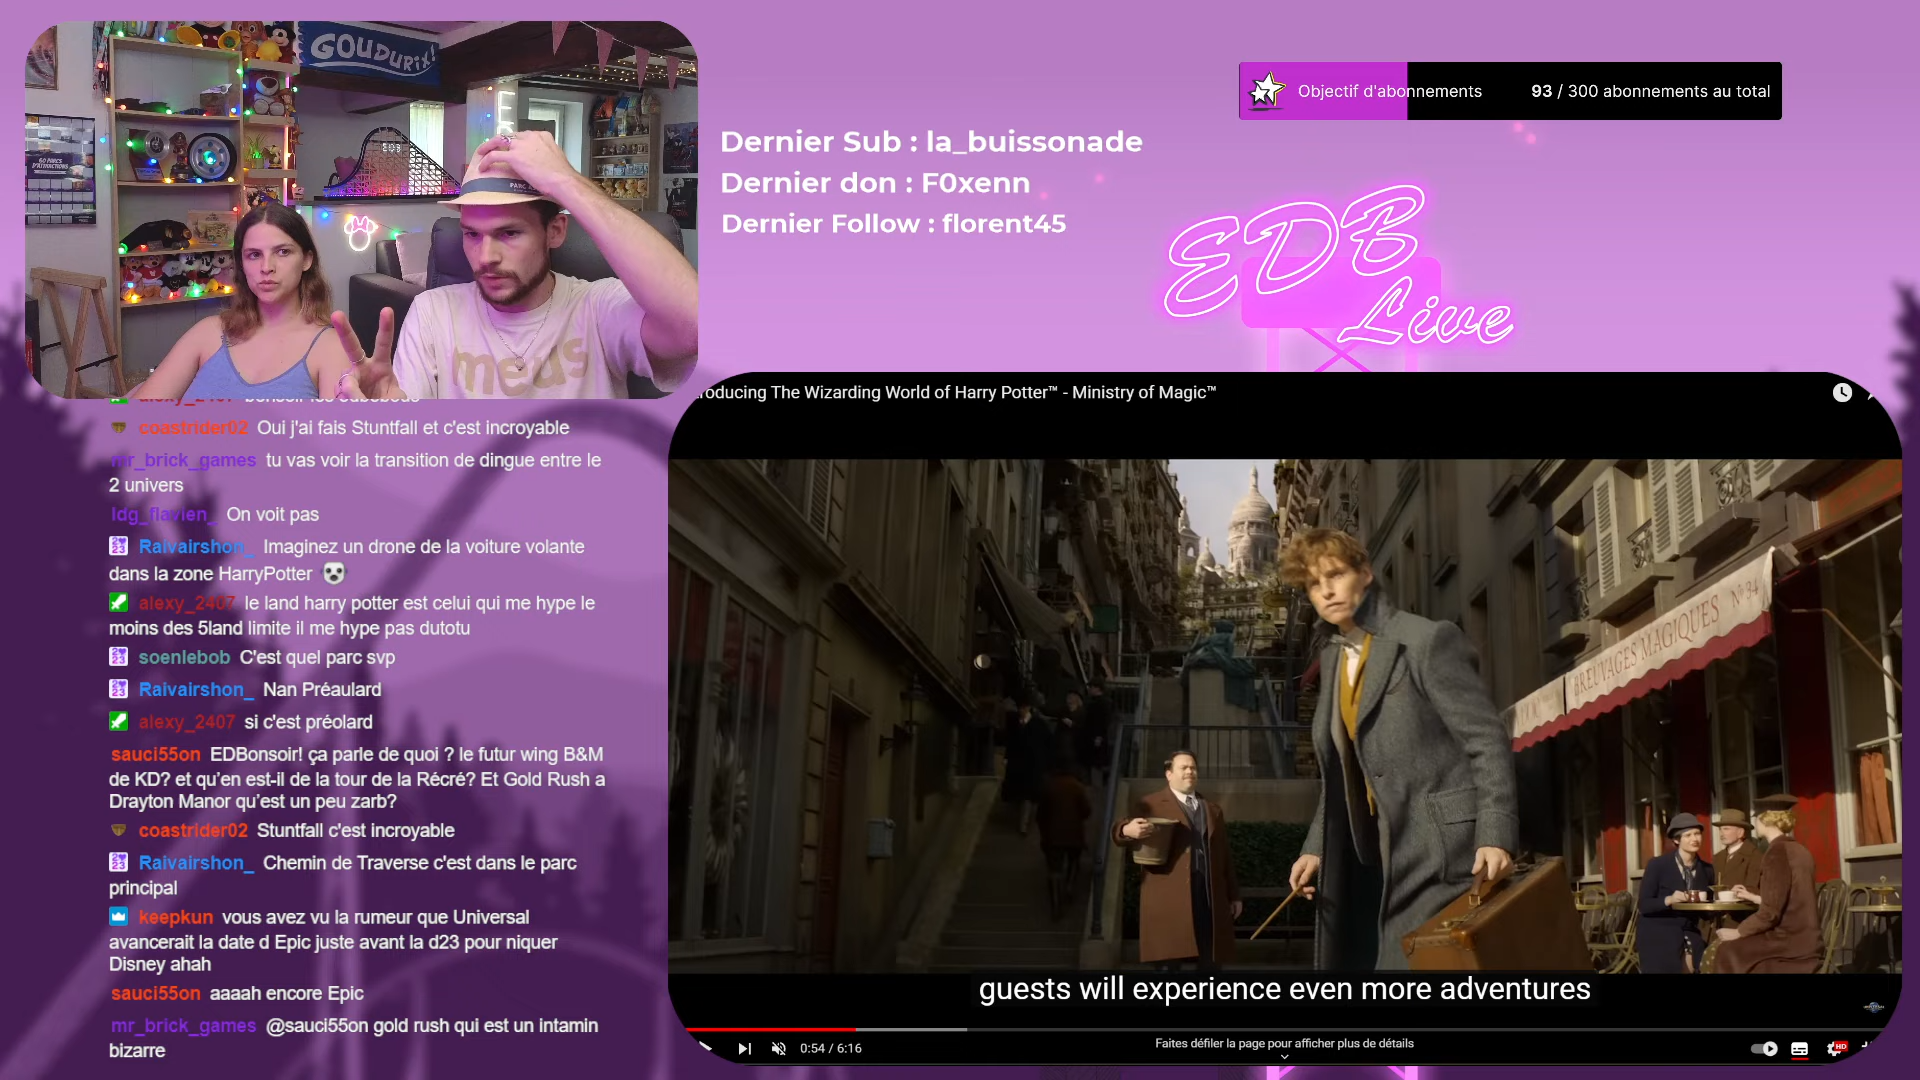 GOUDURIX!
60 PARCS
D'ATTRACTIONS
EDB
meus
Objectif d'abonnements
93 / 300 abonnements au total
Dernier Sub : la_buissonade
Dernier don : F0xenn
Dernier Follow : florent45
EDB
Live
coastrider02 Oui j'ai fais Stuntfall et c'est incroyable
mr_brick_games tu vas voir la transition de dingue entre le
2 univers
ldg_flavien_ On voit pas
Raivairshon_ Imaginez un drone de la voiture volante
dans la zone HarryPotter
alexy_2407 le land harry potter est celui qui me hype le
moins des 5land limite il me hype pas dutotu
soenlebob C'est quel parc svp
Raivairshon_ Nan Préaulard
alexy_2407 si c'est préolard
sauci55on EDBonsoir! ça parle de quoi ? le futur wing B&M
de KD? et qu'en est-il de la tour de la Récré? Et Gold Rush a
Drayton Manor qu'est un peu zarb?
coastrider02 Stuntfall c'est incroyable
Raivairshon_ Chemin de Traverse c'est dans le parc
principal
keepkun vous avez vu la rumeur que Universal
avancerait la date d Epic juste avant la d23 pour niquer
Disney ahah
sauci55on aaaah encore Epic
mr_brick_games @sauci55on gold rush qui est un intamin
bizarre
roducing The Wizarding World of Harry Potter™ - Ministry of Magic™
BREUVAGES MAGIQUES Nº 94
guests will experience even more adventures
0:54 / 6:16
Faites défiler la page pour afficher plus de détails
HD